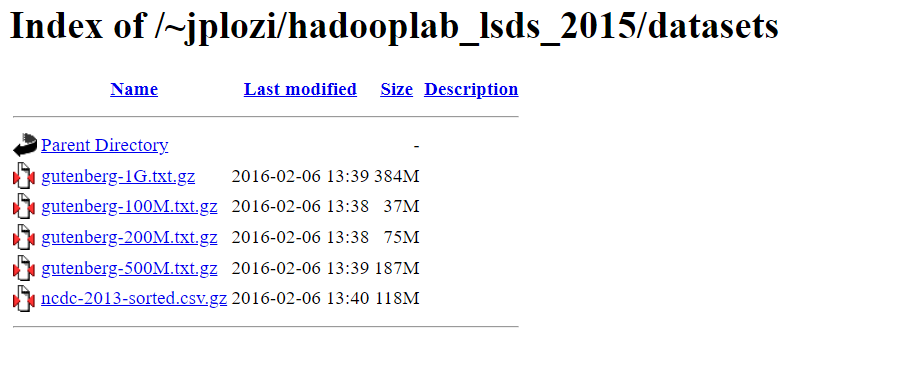 Index of /~jplozi/hadooplab_lsds_2015/datasets
Name Last modified Size Description
Parent Directory -
gutenberg-1G.txt.gz 2016-02-06 13:39 384M
gutenberg-100M.txt.gz 2016-02-06 13:38 37M
gutenberg-200M.txt.gz 2016-02-06 13:38 75M
gutenberg-500M.txt.gz 2016-02-06 13:39 187M
ncdc-2013-sorted.csv.gz 2016-02-06 13:40 118M